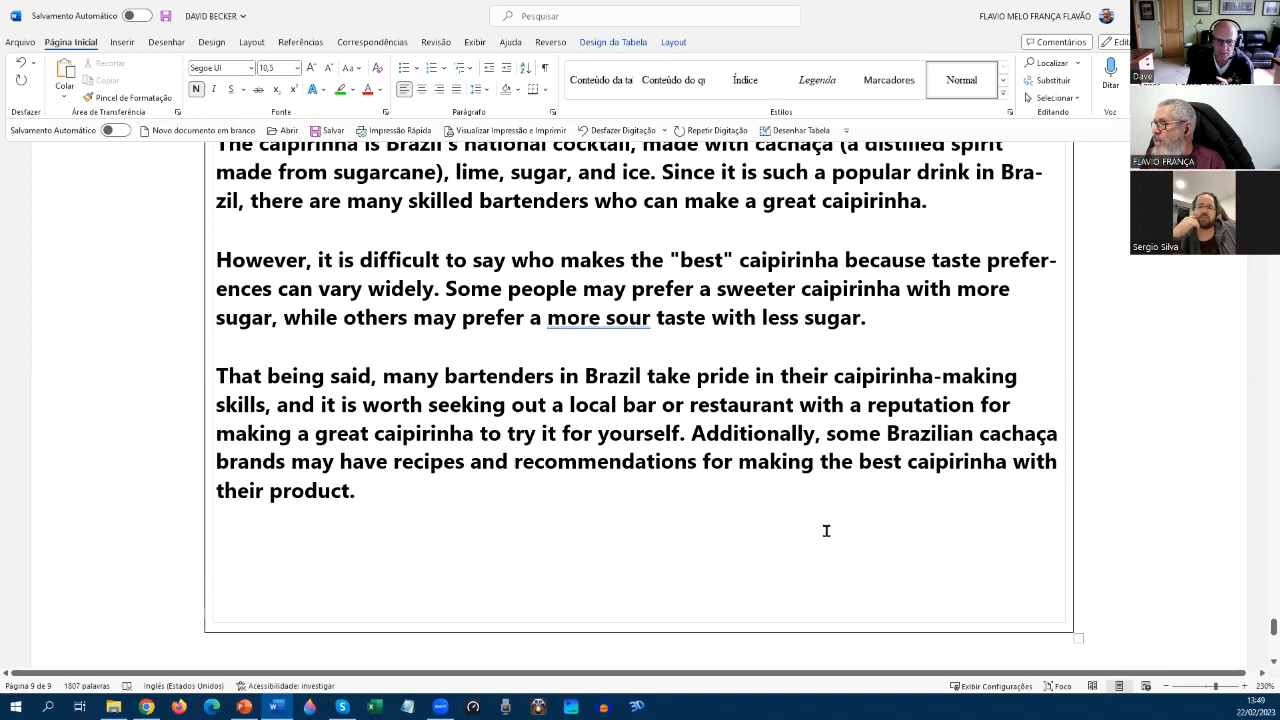 Salvamento Automático
DAVID BECKER
Pesquisar
FLAVIO MELO FRANÇA FLAVÃO
Arquivo Página Inicial Inserir Desenhar Design Layout Referências Correspondências Revisão Exibir Ajuda Reverso Design da Tabela Layout
Comentários
Colar
Recortar
Copiar
Pincel de Formatação
Segoe UI 10,5
N I S
Conteúdo da ta Conteúdo do q Índice Legenda Marcadores Normal
Localizar
Substituir
Selecionar
Ditar
Desfazer Área de Transferência Fonte Parágrafo Estilos Editando Voz
Salvamento Automático Novo documento em branco Abrir Salvar Impressão Rápida Visualizar Impressão e Imprimir Desfazer Digitação Repetir Digitação Desenhar Tabela
Dave
FLAVIO FRANÇA
Sergio Silva
The caipirinha is Brazil's national cocktail, made with cachaça (a distilled spirit
made from sugarcane), lime, sugar, and ice. Since it is such a popular drink in Bra-
zil, there are many skilled bartenders who can make a great caipirinha.
However, it is difficult to say who makes the "best" caipirinha because taste prefer-
ences can vary widely. Some people may prefer a sweeter caipirinha with more
sugar, while others may prefer a more sour taste with less sugar.
That being said, many bartenders in Brazil take pride in their caipirinha-making
skills, and it is worth seeking out a local bar or restaurant with a reputation for
making a great caipirinha to try it for yourself. Additionally, some Brazilian cachaça
brands may have recipes and recommendations for making the best caipirinha with
their product.
Página 9 de 9 1807 palavras Inglês (Estados Unidos) Acessibilidade: investigar Exibir Configurações Foco 230%
13:49
22/02/2023